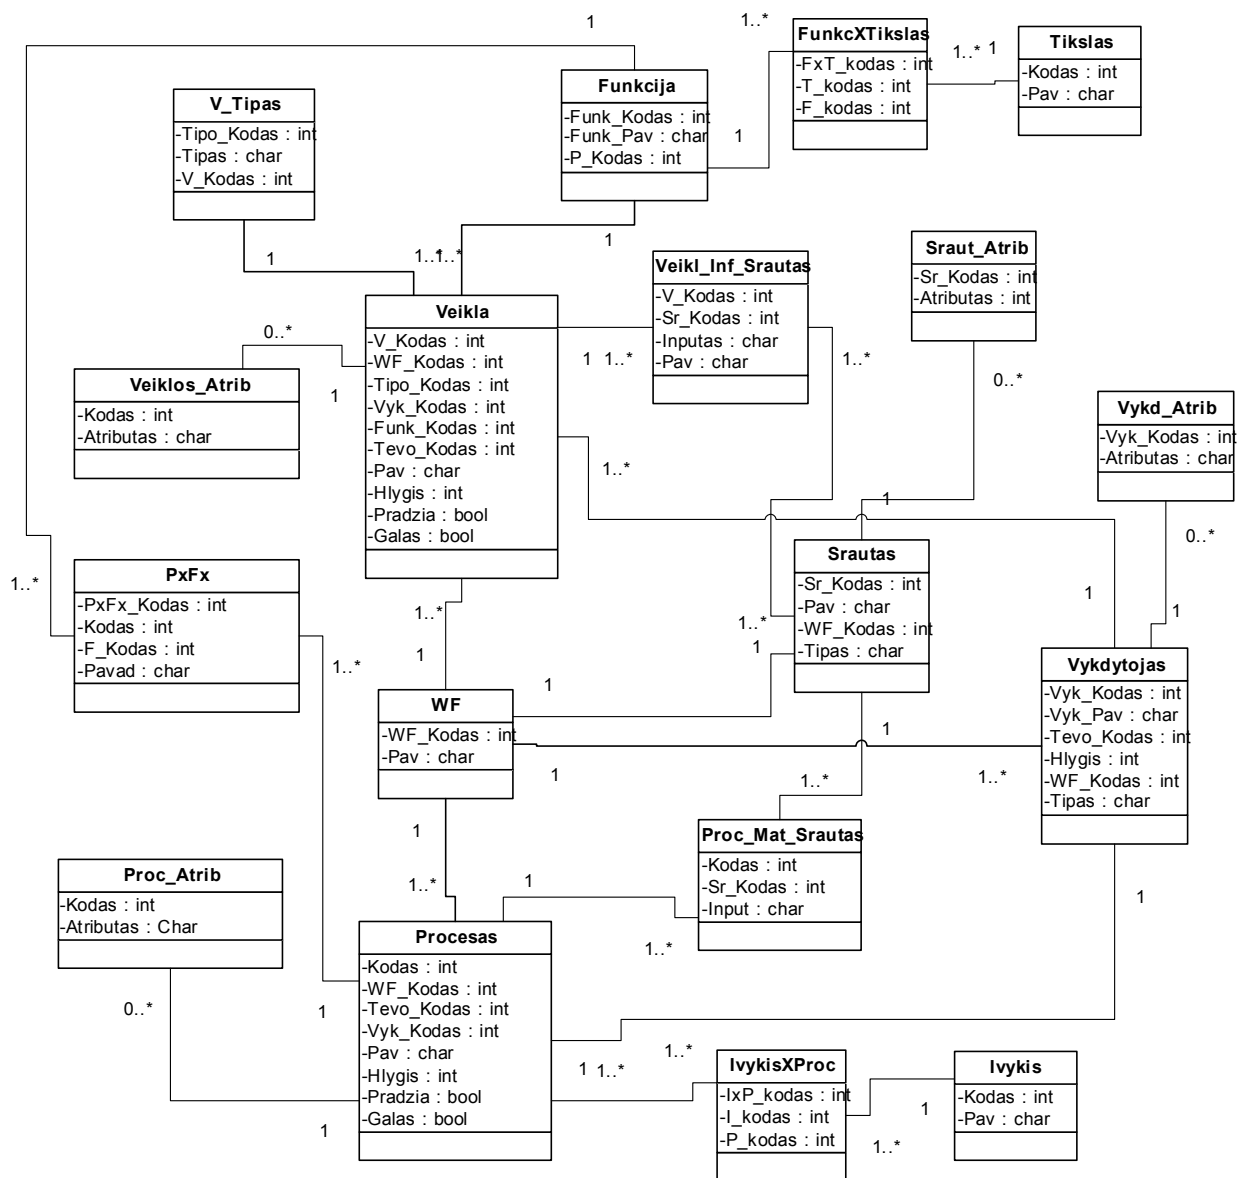 1
1..*
FunkcXTikslas
-FxT_kodas : int
-T_kodas : int
-F_kodas : int
1..*
1
Tikslas
-Kodas : int
-Pav : char
Funkcija
-Funk_Kodas : int
-Funk_Pav : char
-P_Kodas : int
1
1
V_Tipas
-Tipo_Kodas : int
-Tipas : char
-V_Kodas : int
1
1..*
1..*
Veikl_Inf_Srautas
-V_Kodas : int
-Sr_Kodas : int
-Inputas : char
-Pav : char
1
1..*
1..*
Sraut_Atrib
-Sr_Kodas : int
-Atributas : int
0..*
1
Veikla
-V_Kodas : int
-WF_Kodas : int
-Tipo_Kodas : int
-Vyk_Kodas : int
-Funk_Kodas : int
-Tevo_Kodas : int
-Pav : char
-Hlygis : int
-Pradzia : bool
-Galas : bool
0..*
1
Veiklos_Atrib
-Kodas : int
-Atributas : char
Vykd_Atrib
-Vyk_Kodas : int
-Atributas : char
0..*
1
1..*
1
Srautas
-Sr_Kodas : int
-Pav : char
-WF_Kodas : int
-Tipas : char
1..*
1
1..*
PxFx
-PxFx_Kodas : int
-Kodas : int
-F_Kodas : int
-Pavad : char
1..*
1..*
1
WF
-WF_Kodas : int
-Pav : char
1
1
1..*
1
Vykdytojas
-Vyk_Kodas : int
-Vyk_Pav : char
-Tevo_Kodas : int
-Hlygis : int
-WF_Kodas : int
-Tipas : char
1
1..*
Proc_Mat_Srautas
-Kodas : int
-Sr_Kodas : int
-Input : char
1
1..*
1
1..*
Proc_Atrib
-Kodas : int
-Atributas : Char
0..*
1
1
Procesas
-Kodas : int
-WF_Kodas : int
-Tevo_Kodas : int
-Vyk_Kodas : int
-Pav : char
-Hlygis : int
-Pradzia : bool
-Galas : bool
1
1..*
1..*
IvykisXProc
-IxP_kodas : int
-I_kodas : int
-P_kodas : int
1
1..*
Ivykis
-Kodas : int
-Pav : char